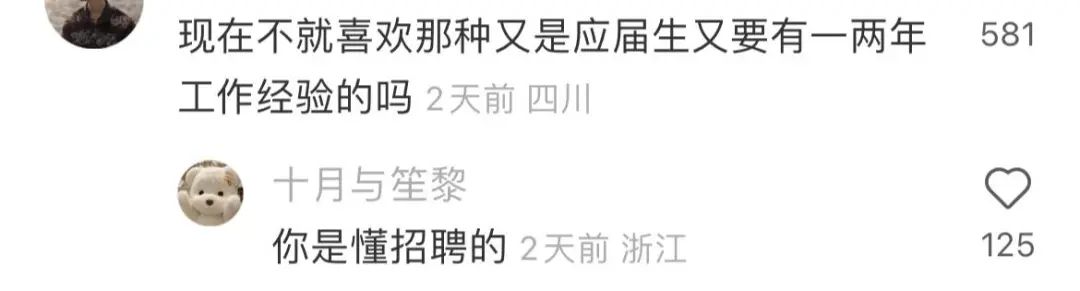 现在不就喜欢那种又是应届生又要有一两年
581
工作经验的吗 2天前 四川
十月与笙黎
你是懂招聘的 2天前 浙江
125